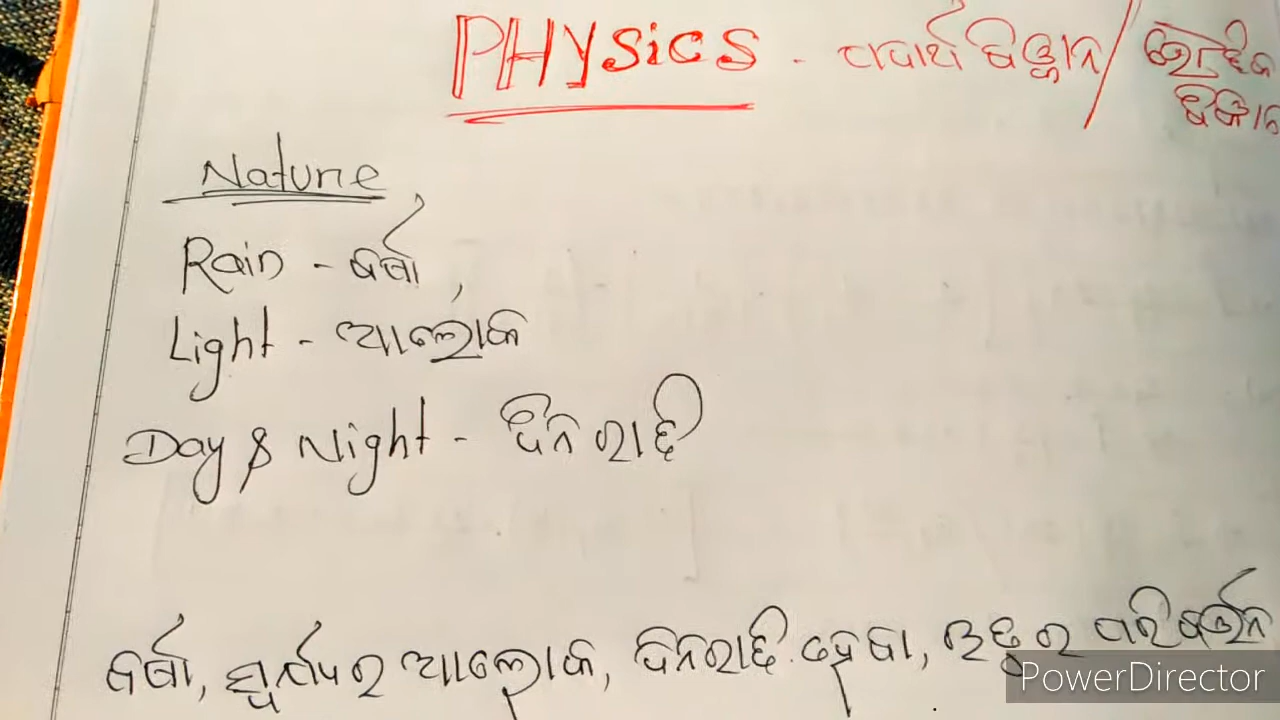 PHYSICS - ପଦାର୍ଥ ବିଜ୍ଞାନ / ଭୌତିକ
ବିଜ୍ଞାନ
Nature
Rain - ବର୍ଷା,
Light - ଆଲୋକ
Day & Night - ଦିନ ରାତି
ବର୍ଷା, ସୂର୍ଯ୍ୟର ଆଲୋକ, ଦିନରାତି ହେବା, ଋତୁର ପରିବର୍ତ୍ତନ
PowerDirector